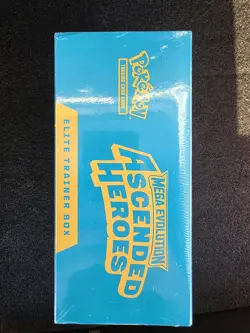 POKÉMON
TRADING CARD GAME
MEGA EVOLUTION
ASCENDED
HEROES
ELITE TRAINER BOX